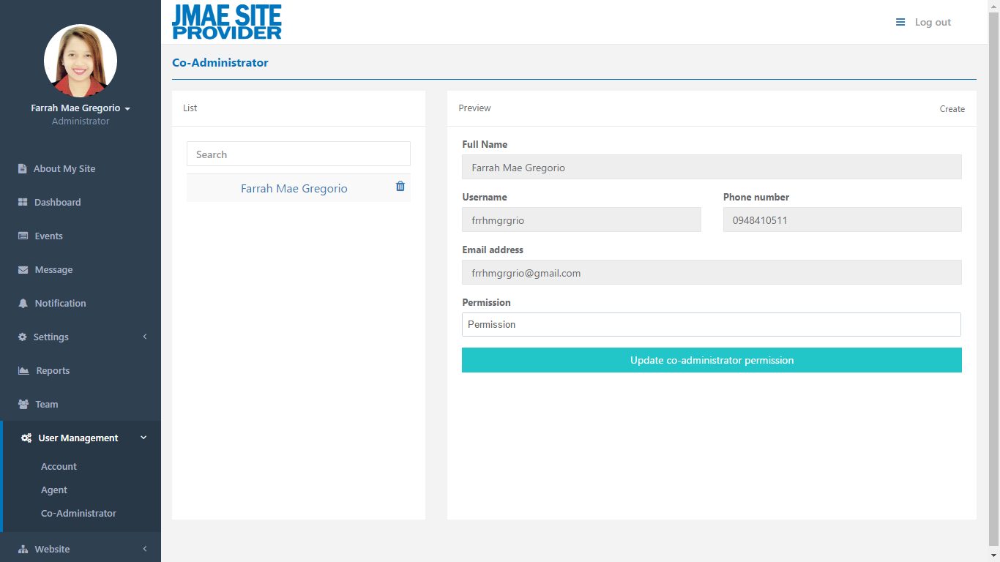 JMAE SITE
PROVIDER
Log out
Farrah Mae Gregorio
Administrator
About My Site
Dashboard
Events
Message
Notification
Settings
Reports
Team
User Management
Account
Agent
Co-Administrator
Website
Co-Administrator
List
Search
Farrah Mae Gregorio
Preview
Create
Full Name
Farrah Mae Gregorio
Username
Phone number
frrhmgrgrio
0948410511
Email address
frrhmgrgrio@gmail.com
Permission
Permission
Update co-administrator permission